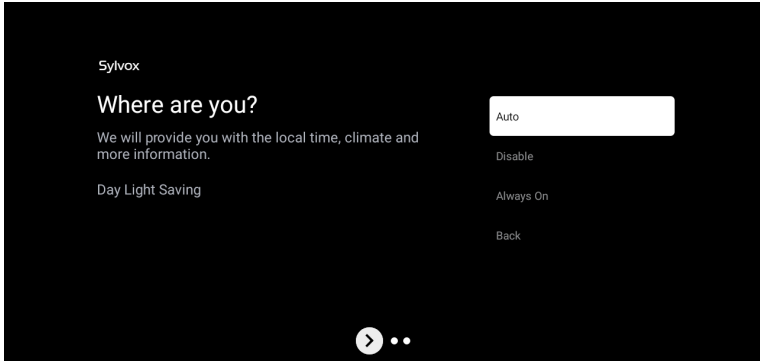 Sylvox
Where are you?
We will provide you with the local time, climate and
more information.
Day Light Saving
Auto
Disable
Always On
Back